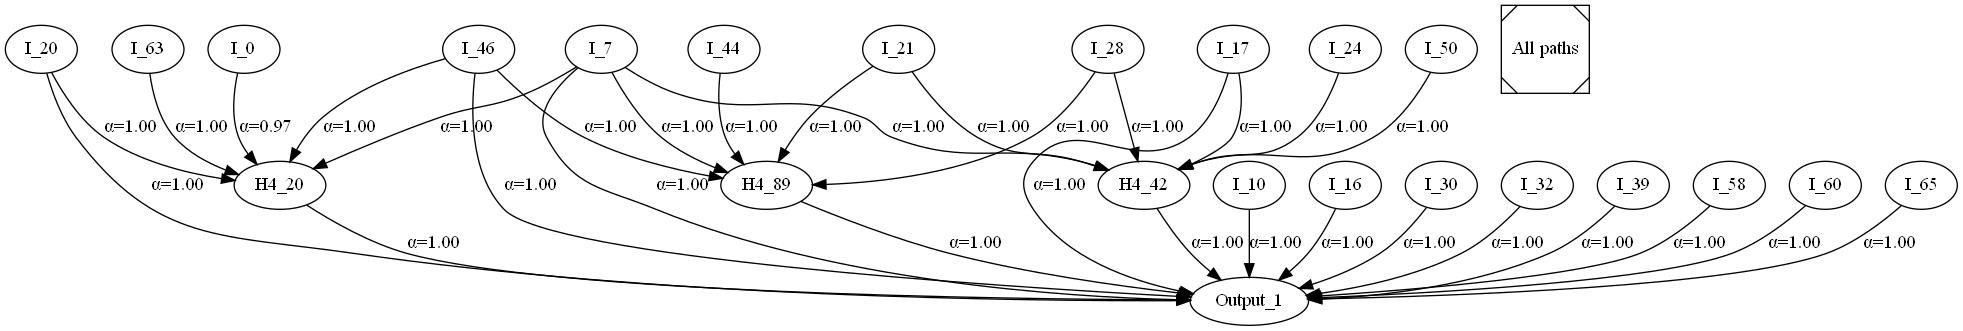 I_20 I_63 I_0 I_46 I_7 I_44 I_21 I_28 I_17 I_24 I_50 All paths
α=1.00 α=1.00 α=0.97 α=1.00 α=1.00 α=1.00 α=1.00 α=1.00 α=1.00 α=1.00 α=1.00 α=1.00 α=1.00 α=1.00 α=1.00 α=1.00
α=1.00 H4_20 α=1.00 α=1.00 H4_89 α=1.00 H4_42 I_10 I_16 I_30 I_32 I_39 I_58 I_60 I_65
α=1.00 α=1.00 α=1.00 α=1.00 α=1.00 α=1.00 α=1.00 α=1.00 α=1.00 α=1.00 α=1.00
Output_1